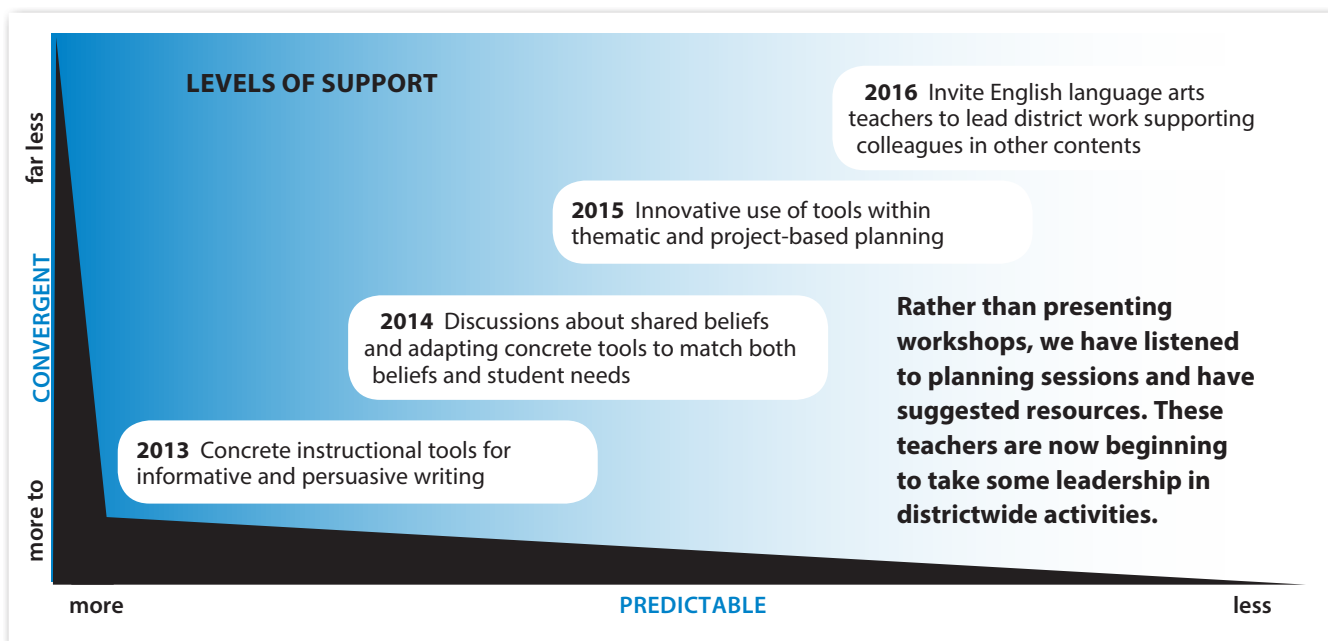 LEVELS OF SUPPORT
2016 Invite English language arts
teachers to lead district work supporting
colleagues in other contents
2015 Innovative use of tools within
thematic and project-based planning
2014 Discussions about shared beliefs
and adapting concrete tools to match both
beliefs and student needs
2013 Concrete instructional tools for
informative and persuasive writing
Rather than presenting
workshops, we have listened
to planning sessions and have
suggested resources. These
teachers are now beginning
to take some leadership in
districtwide activities.
far less
CONVERGENT
more to
more
PREDICTABLE
less